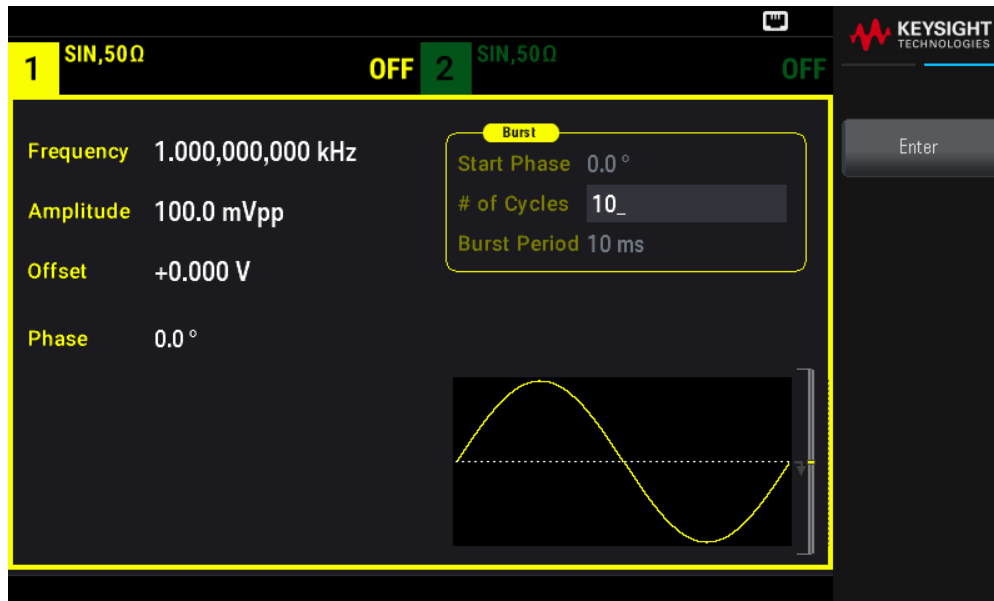 KEYSIGHT
TECHNOLOGIES
1 SIN,50Ω OFF 2 SIN,50Ω OFF
Enter
Burst
Frequency 1.000,000,000 kHz
Start Phase 0.0 °
Amplitude 100.0 mVpp
# of Cycles 10_
Burst Period 10 ms
Offset +0.000 V
Phase 0.0 °